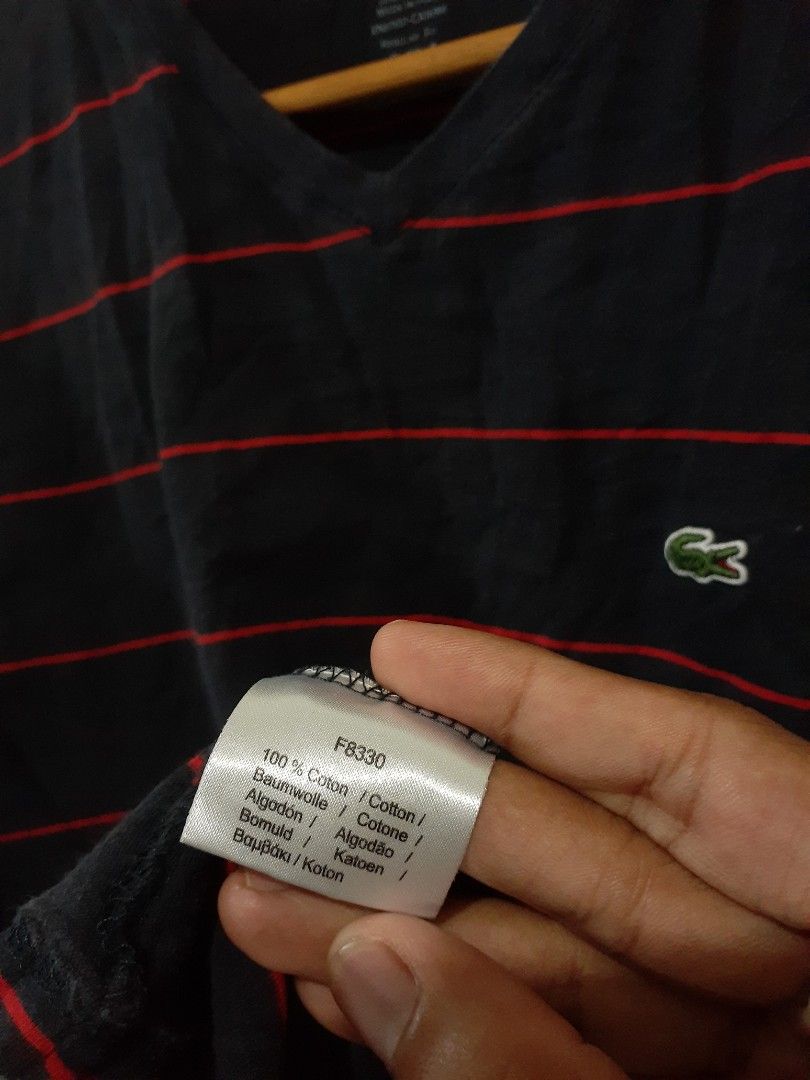 F8330
100 % Coton / Cotton /
Baumwolle / Cotone /
Algodón / Algodão /
Bomuld / Katoen /
Βαμβάκι / Koton